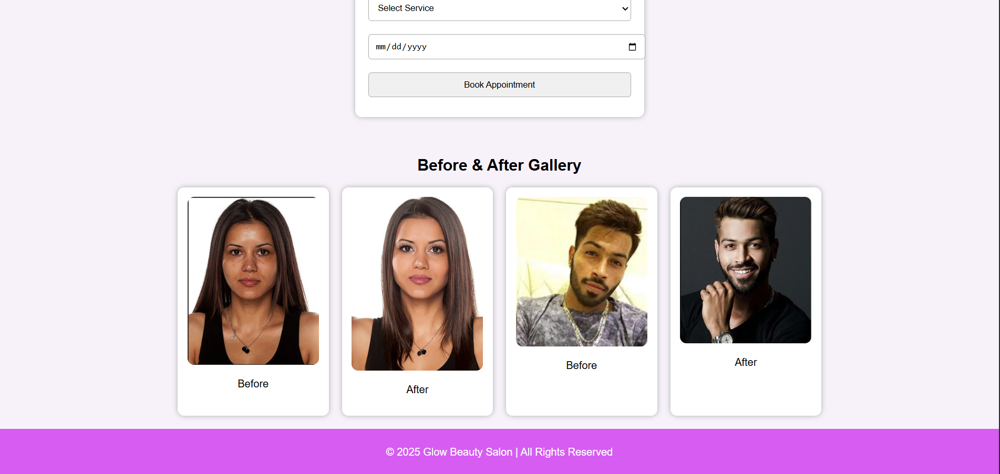 Select Service
mm/dd/yyyy
Book Appointment
Before & After Gallery
Before
After
Before
After
© 2025 Glow Beauty Salon | All Rights Reserved